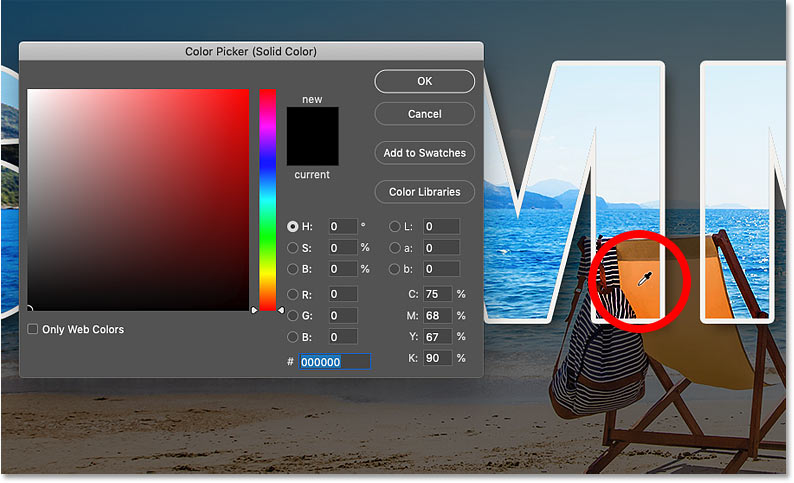 Color Picker (Solid Color)
OK
new
Cancel
Add to Swatches
current
Color Libraries
H: 0 ° L: 0
S: 0 % a: 0
B: 0 % b: 0
R: 0 C: 75 %
G: 0 M: 68 %
B: 0 Y: 67 %
# 000000 K: 90 %
Only Web Colors
MI